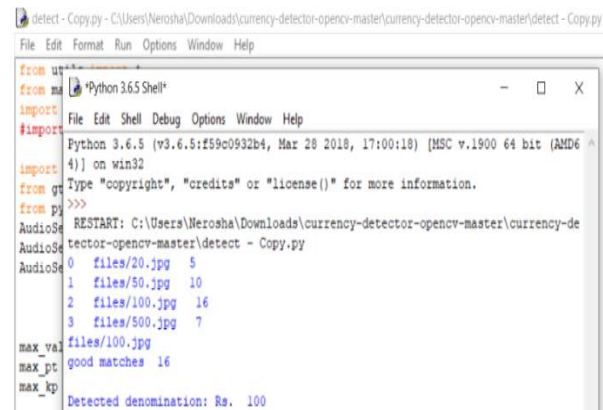 detect - Copy.py - C:\Users\Nerosha\Downloads\currency-detector-opencv-master\currency-detector-opencv-master\detect - Copy.py
File Edit Format Run Options Window Help
from
from
import
#import
import
from
from
AudioSe
AudioSe
AudioSe
max_val
max_pt
max_kp
*Python 3.6.5 Shell*
File Edit Shell Debug Options Window Help
Python 3.6.5 (v3.6.5:f59c0932b4, Mar 28 2018, 17:00:18) [MSC v.1900 64 bit (AMD6
4)] on win32
Type "copyright", "credits" or "license()" for more information.
>>>
RESTART: C:\Users\Nerosha\Downloads\currency-detector-opencv-master\currency-de
tector-opencv-master\detect - Copy.py
0 files/20.jpg 5
1 files/50.jpg 10
2 files/100.jpg 16
3 files/500.jpg 7
files/100.jpg
good matches 16
Detected denomination: Rs. 100